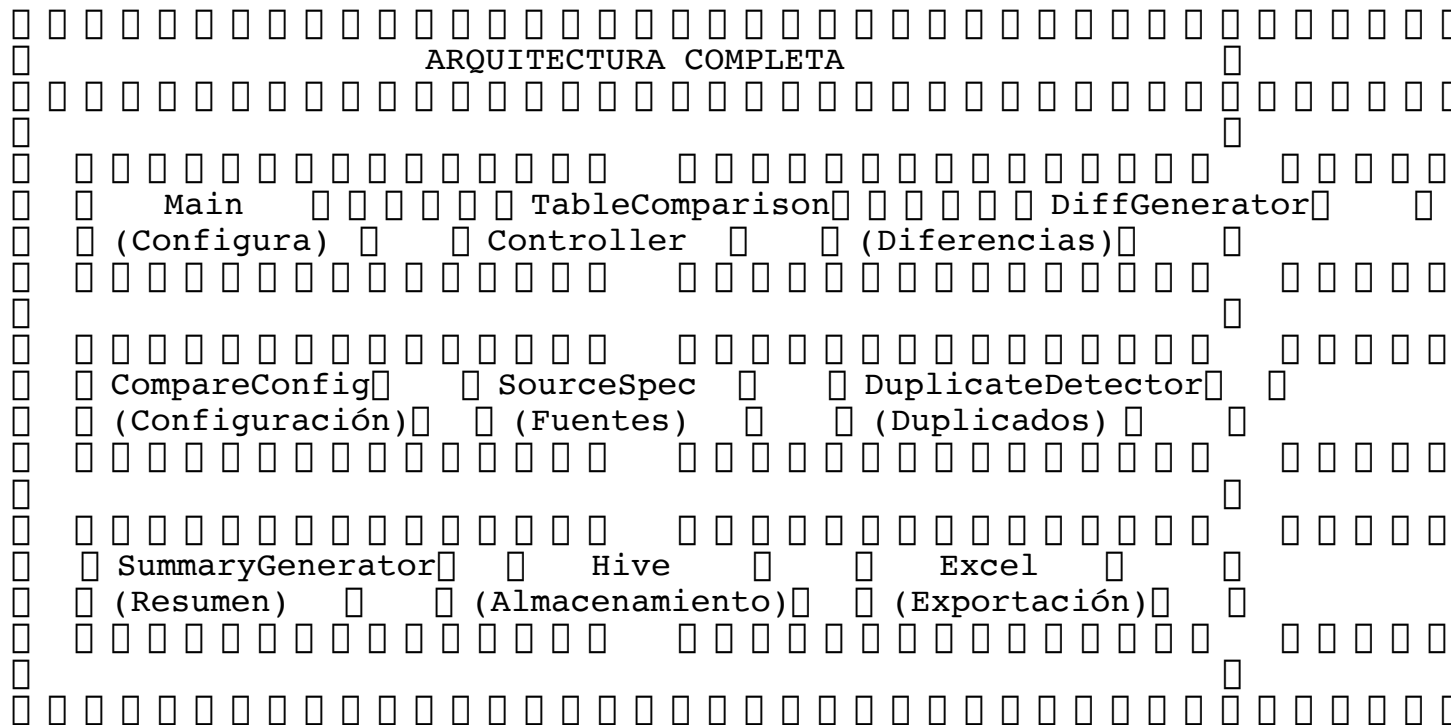 ARQUITECTURA COMPLETA
Main TableComparison DiffGenerator
(Configura) Controller (Diferencias)
CompareConfig SourceSpec DuplicateDetector
(Configuración) (Fuentes) (Duplicados)
SummaryGenerator Hive Excel
(Resumen) (Almacenamiento) (Exportación)